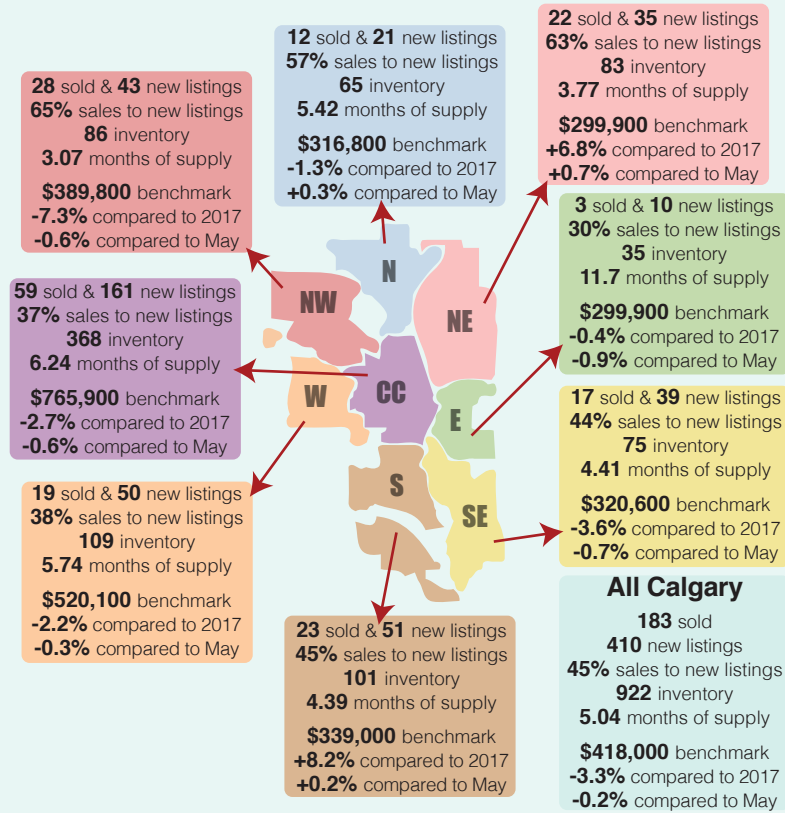 12 sold & 21 new listings
57% sales to new listings
65 inventory
5.42 months of supply
$316,800 benchmark
-1.3% compared to 2017
+0.3% compared to May
22 sold & 35 new listings
63% sales to new listings
83 inventory
3.77 months of supply
$299,900 benchmark
+6.8% compared to 2017
+0.7% compared to May
28 sold & 43 new listings
65% sales to new listings
86 inventory
3.07 months of supply
$389,800 benchmark
-7.3% compared to 2017
-0.6% compared to May
3 sold & 10 new listings
30% sales to new listings
35 inventory
11.7 months of supply
$299,900 benchmark
-0.4% compared to 2017
-0.9% compared to May
59 sold & 161 new listings
37% sales to new listings
368 inventory
6.24 months of supply
$765,900 benchmark
-2.7% compared to 2017
-0.6% compared to May
N
NW
NE
W
CC
E
S
SE
17 sold & 39 new listings
44% sales to new listings
75 inventory
4.41 months of supply
$320,600 benchmark
-3.6% compared to 2017
-0.7% compared to May
19 sold & 50 new listings
38% sales to new listings
109 inventory
5.74 months of supply
$520,100 benchmark
-2.2% compared to 2017
-0.3% compared to May
23 sold & 51 new listings
45% sales to new listings
101 inventory
4.39 months of supply
$339,000 benchmark
+8.2% compared to 2017
+0.2% compared to May
All Calgary
183 sold
410 new listings
45% sales to new listings
922 inventory
5.04 months of supply
$418,000 benchmark
-3.3% compared to 2017
-0.2% compared to May